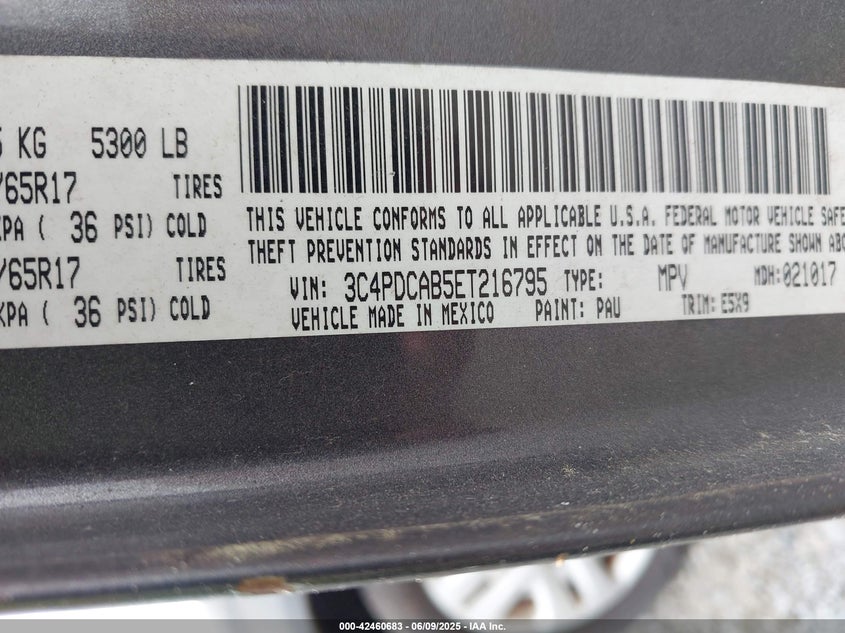 KG 5300 LB
/65R17 TIRES
KPA ( 36 PSI) COLD
/65R17 TIRES
KPA ( 36 PSI) COLD
THIS VEHICLE CONFORMS TO ALL APPLICABLE U.S.A. FEDERAL MOTOR VEHICLE SAFE
THEFT PREVENTION STANDARDS IN EFFECT ON THE DATE OF MANUFACTURE SHOWN ABO
VIN: 3C4PDCAB5ET216795 TYPE: MPV MDH:021017
VEHICLE MADE IN MEXICO PAINT: PAU TRIM: E5X9
000-42460683 / 06/09/2025 / © IAA Inc.